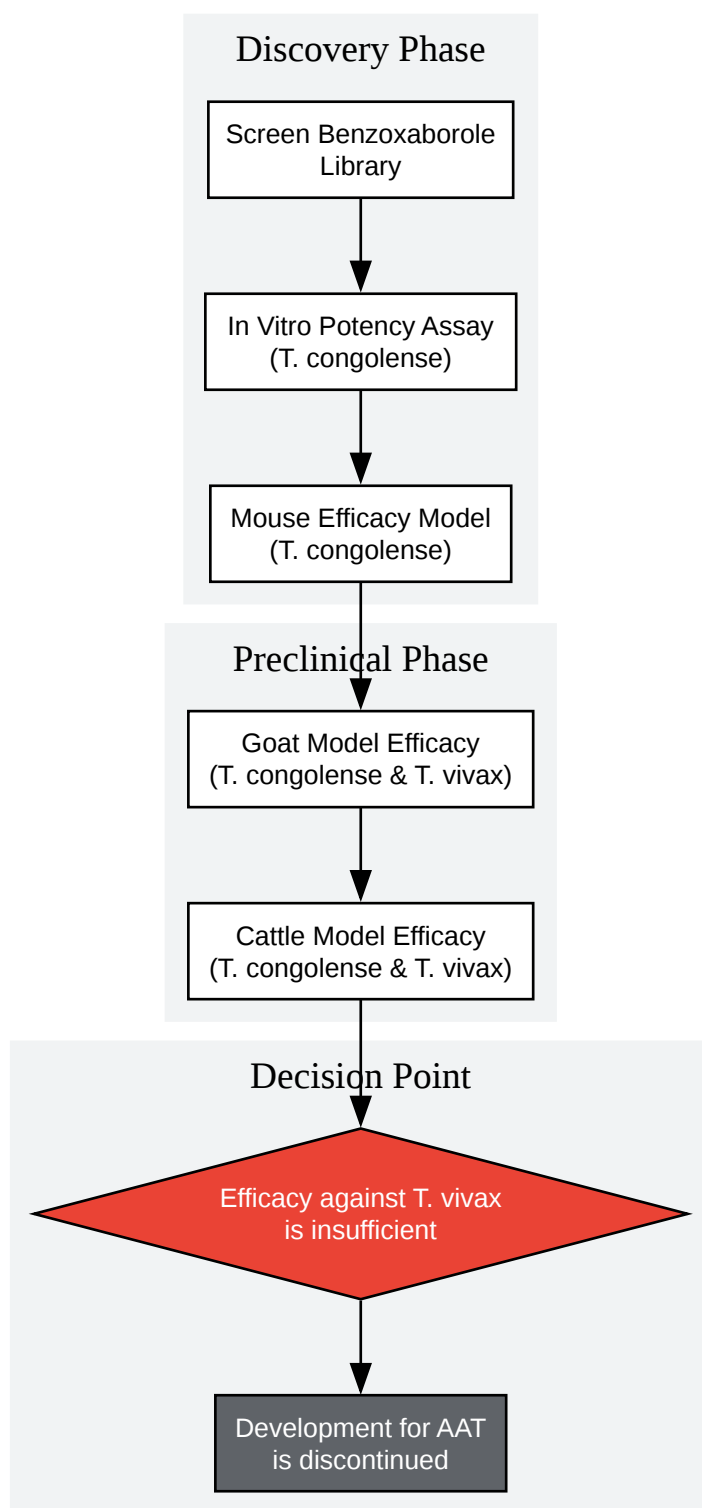 Discovery Phase
Screen Benzoxaborole
Library
In Vitro Potency Assay
(T. congolense)
Mouse Efficacy Model
(T. congolense)
Preclinical Phase
Goat Model Efficacy
(T. congolense & T. vivax)
Cattle Model Efficacy
(T. congolense & T. vivax)
Decision Point
Efficacy against T. vivax
is insufficient
Development for AAT
is discontinued